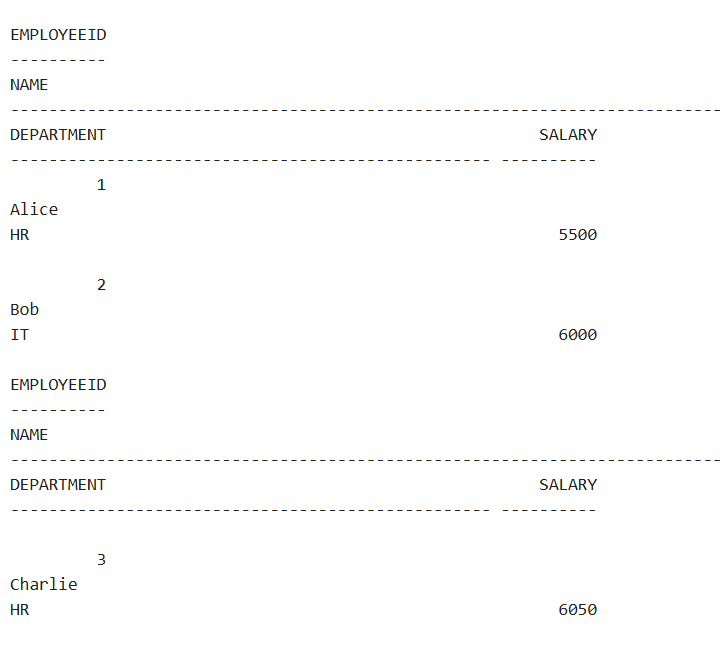 EMPLOYEEID
----------
NAME
--------------------------------------------------------------------------
DEPARTMENT                                             SALARY
-------------------------------------------------- ----------
         1
Alice
HR                                                       5500
         2
Bob
IT                                                       6000
EMPLOYEEID
----------
NAME
--------------------------------------------------------------------------
DEPARTMENT                                             SALARY
-------------------------------------------------- ----------
         3
Charlie
HR                                                       6050